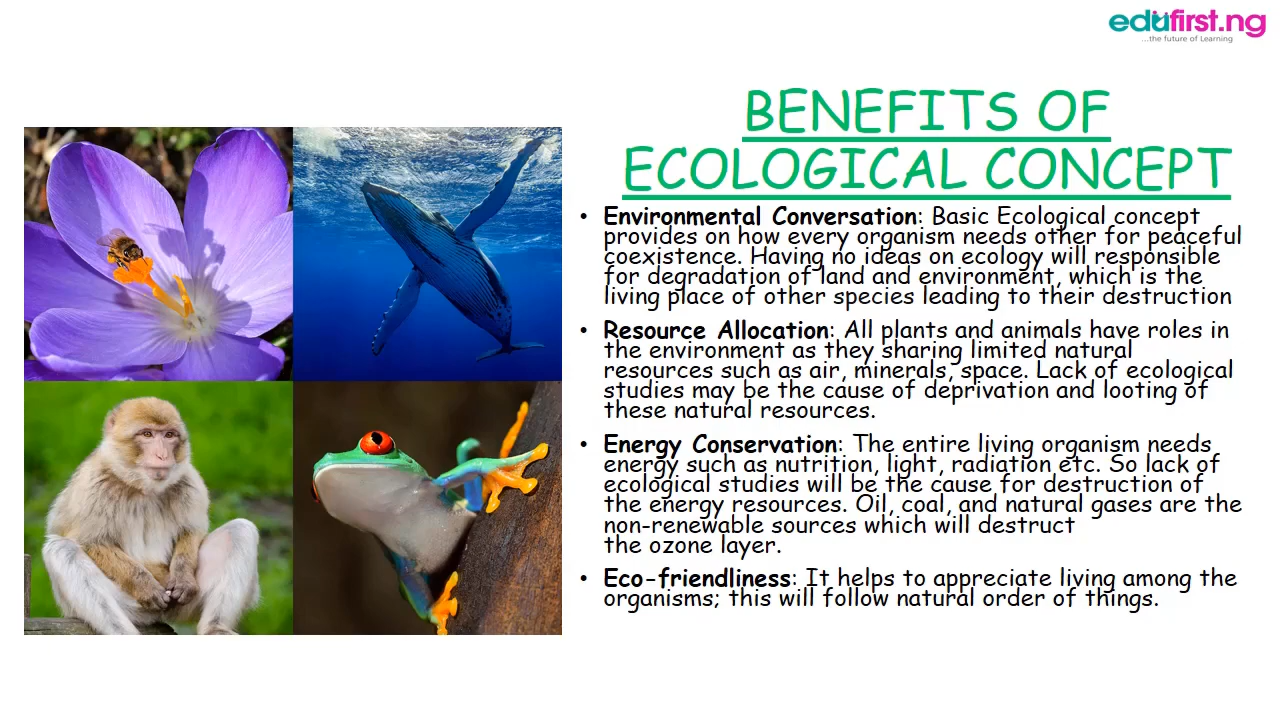 edufirst.ng
...the future of Learning
BENEFITS OF
ECOLOGICAL CONCEPT
• Environmental Conversation: Basic Ecological concept
provides on how every organism needs other for peaceful
coexistence. Having no ideas on ecology will responsible
for degradation of land and environment, which is the
living place of other species leading to their destruction
• Resource Allocation: All plants and animals have roles in
the environment as they sharing limited natural
resources such as air, minerals, space. Lack of ecological
studies may be the cause of deprivation and looting of
these natural resources.
• Energy Conservation: The entire living organism needs
energy such as nutrition, light, radiation etc. So lack of
ecological studies will be the cause for destruction of
the energy resources. Oil, coal, and natural gases are the
non-renewable sources which will destruct
the ozone layer.
• Eco-friendliness: It helps to appreciate living among the
organisms; this will follow natural order of things.